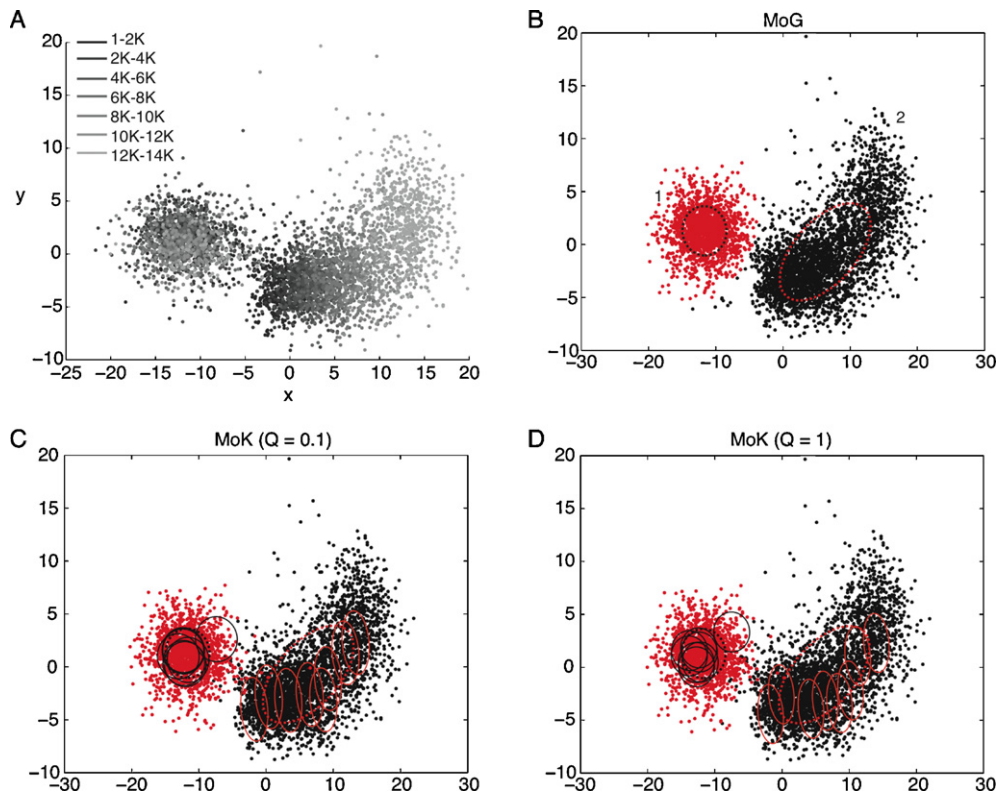 A
1-2K
2K-4K
4K-6K
6K-8K
8K-10K
10K-12K
12K-14K
20
15
10
y 5
0
−5
−10
−25 −20 −15 −10 −5 0 5 10 15 20
x
B
MoG
20
15
10
5
0
−5
−10
1
2
−30 −20 −10 0 10 20 30
C
MoK (Q = 0.1)
20
15
10
5
0
−5
−10
−30 −20 −10 0 10 20 30
D
MoK (Q = 1)
20
15
10
5
0
−5
−10
−30 −20 −10 0 10 20 30